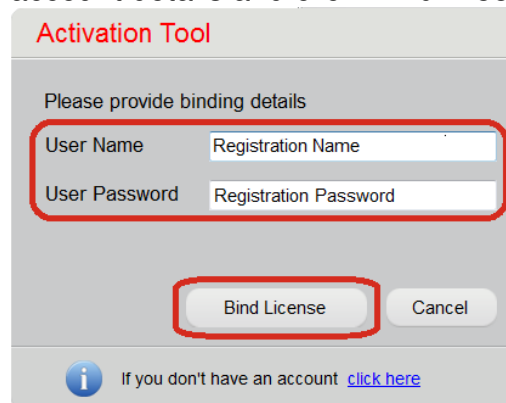 Activation Tool
Please provide binding details
User Name Registration Name
User Password Registration Password
Bind License Cancel
If you don't have an account click here